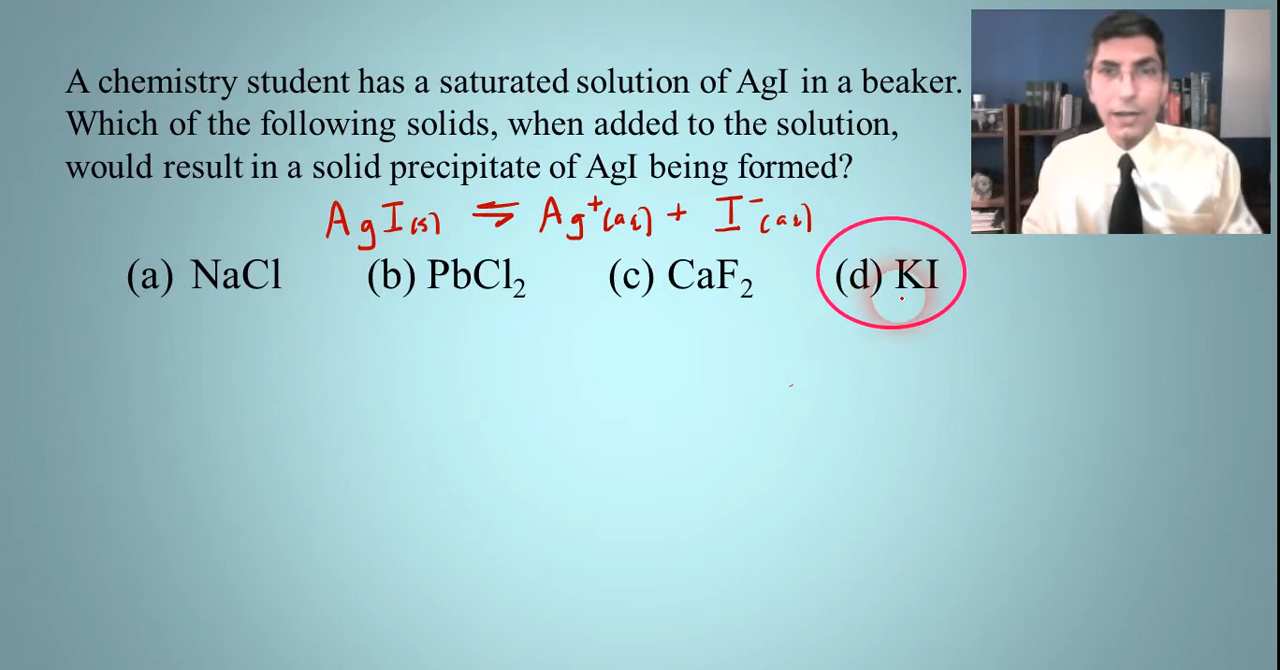 A chemistry student has a saturated solution of AgI in a beaker.
Which of the following solids, when added to the solution,
would result in a solid precipitate of AgI being formed?
AgI(s) ⇌ Ag⁺(aq) + I⁻(aq)
(a) NaCl (b) PbCl₂ (c) CaF₂ (d) KI